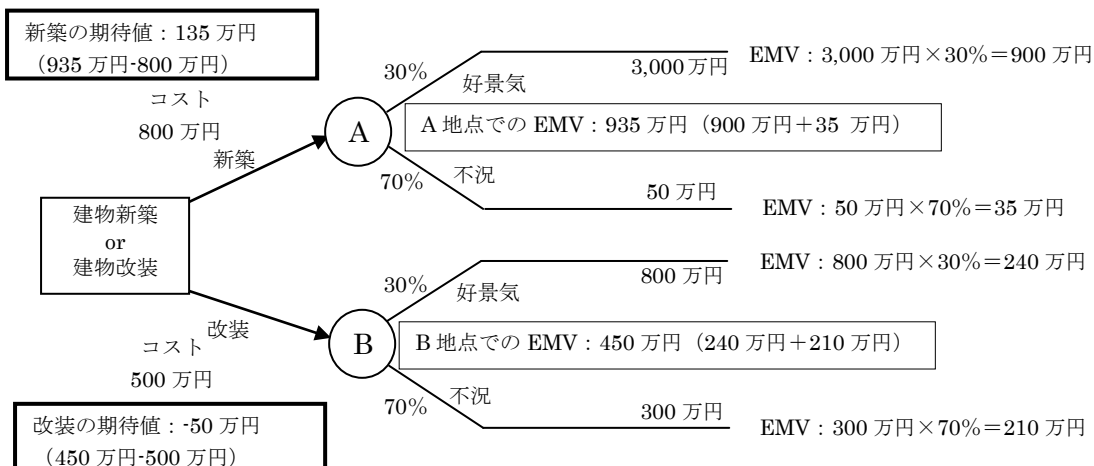 新築の期待値：135 万円
（935 万円-800 万円）
コスト
800 万円
新築
30%
好景気
3,000 万円
EMV：3,000 万円×30%＝900 万円
A
A 地点での EMV：935 万円（900 万円＋35 万円）
70%
不況
50 万円
EMV：50 万円×70%＝35 万円
建物新築
or
建物改装
30%
好景気
800 万円
EMV：800 万円×30%＝240 万円
改装
コスト
500 万円
B
B 地点での EMV：450 万円（240 万円＋210 万円）
70%
不況
300 万円
EMV：300 万円×70%＝210 万円
改装の期待値：-50 万円
（450 万円-500 万円）